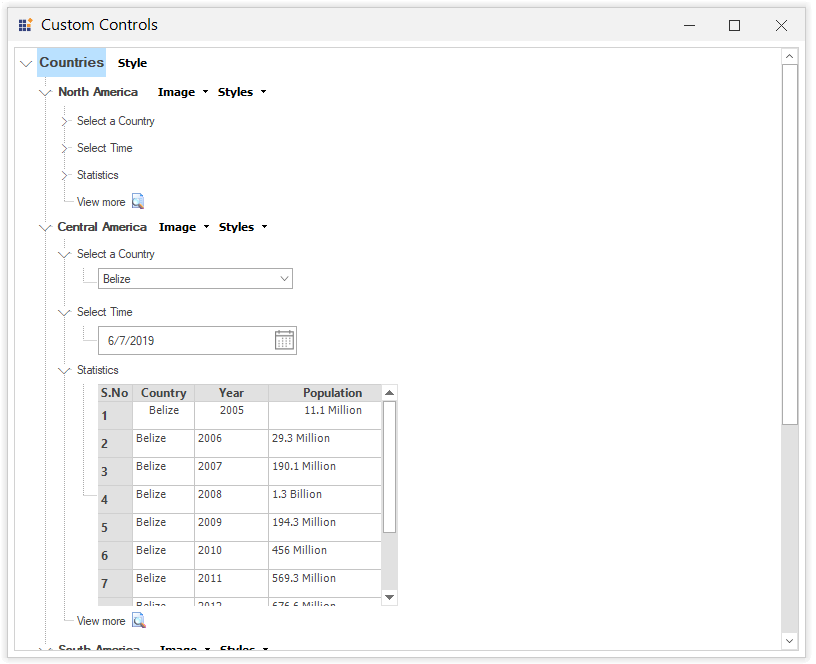 Custom Controls
Countries Style
North America Image Styles
Select a Country
Select Time
Statistics
View more
Central America Image Styles
Select a Country
Belize
Select Time
6/7/2019
Statistics
S.No Country Year Population
1 Belize 2005 11.1 Million
2 Belize 2006 29.3 Million
3 Belize 2007 190.1 Million
4 Belize 2008 1.3 Billion
5 Belize 2009 194.3 Million
6 Belize 2010 456 Million
7 Belize 2011 569.3 Million
Belize 2012 676.6 Million
View more
South America Image Styles